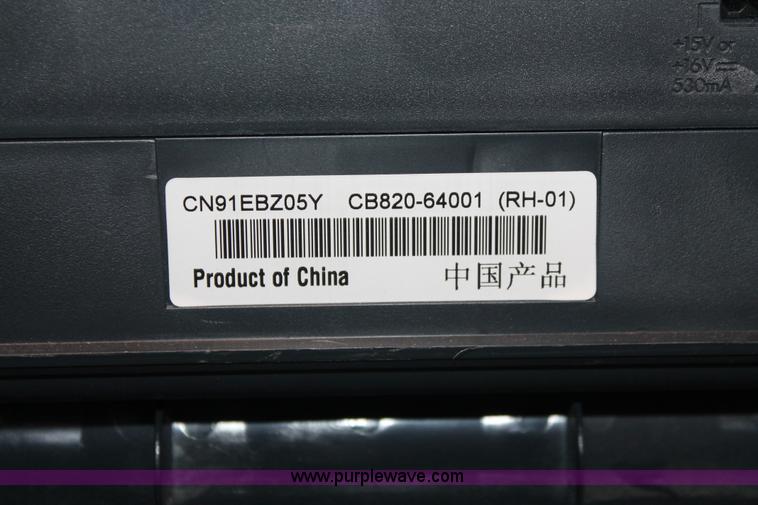 +15V or
+16V⎓
530mA
CN91EBZ05Y CB820-64001 (RH-01)
Product of China 中国产品
www.purplewave.com